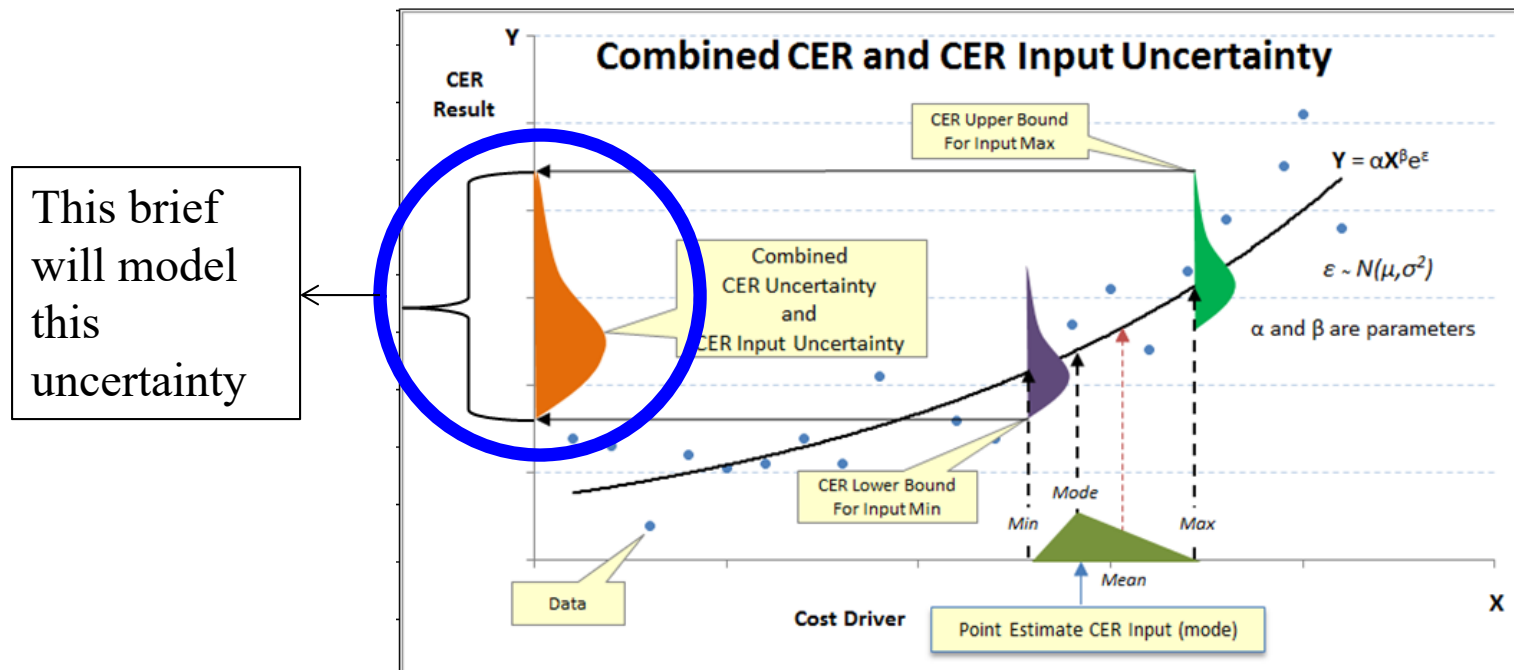 This brief
will model
this
uncertainty
Combined CER and CER Input Uncertainty
Y
CER
Result
CER Upper Bound
For Input Max
Y = αX^βe^ε
Combined
CER Uncertainty
and
CER Input Uncertainty
ε ~ N(μ,σ²)
α and β are parameters
CER Lower Bound
For Input Min
Mode
Min
Max
Mean
Data
Cost Driver
X
Point Estimate CER Input (mode)